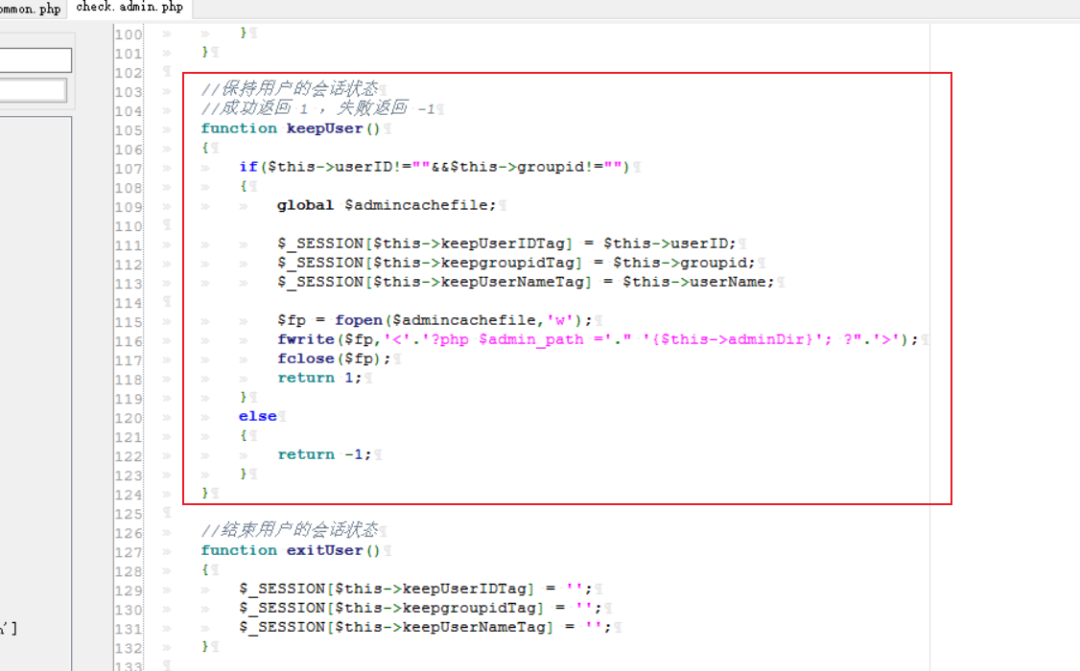 ommon.php check.admin.php
100 }
101 }
102
103 //保持用户的会话状态
104 //成功返回 1 , 失败返回 -1
105 function keepUser()
106 {
107 if($this->userID!=""&&$this->groupid!="")
108 {
109 global $admincachefile;
110
111 $_SESSION[$this->keepUserIDTag] = $this->userID;
112 $_SESSION[$this->keepgroupidTag] = $this->groupid;
113 $_SESSION[$this->keepUserNameTag] = $this->userName;
114
115 $fp = fopen($admincachefile,'w');
116 fwrite($fp,'<'.'?php $admin_path ='." '{$this->adminDir}'; ?".'>');
117 fclose($fp);
118 return 1;
119 }
120 else
121 {
122 return -1;
123 }
124 }
125
126 //结束用户的会话状态
127 function exitUser()
128 {
129 $_SESSION[$this->keepUserIDTag] = '';
130 $_SESSION[$this->keepgroupidTag] = '';
131 $_SESSION[$this->keepUserNameTag] = '';
132 }
133
']